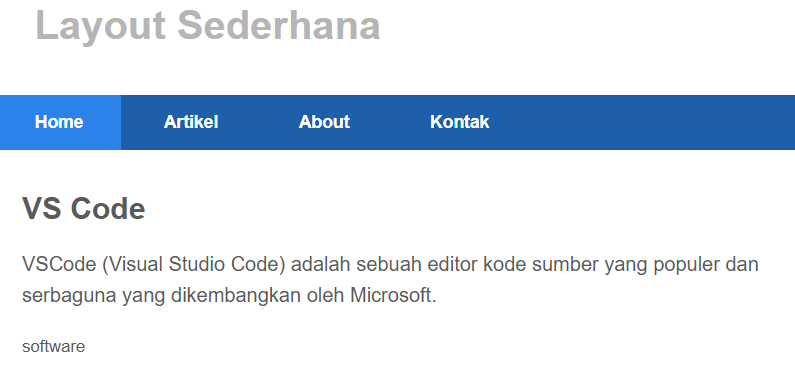 Layout Sederhana
Home Artikel About Kontak
VS Code
VSCode (Visual Studio Code) adalah sebuah editor kode sumber yang populer dan
serbaguna yang dikembangkan oleh Microsoft.
software